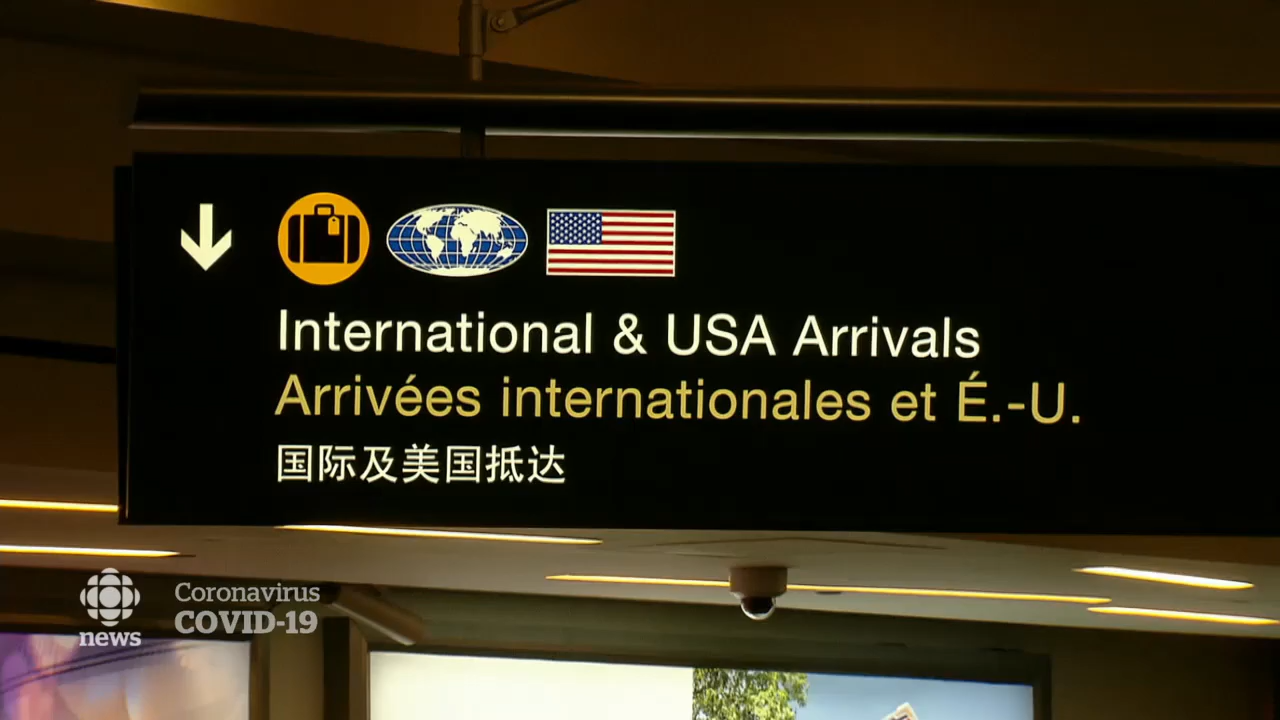 International & USA Arrivals
Arrivées internationales et É.-U.
国际及美国抵达
Coronavirus
COVID-19
news